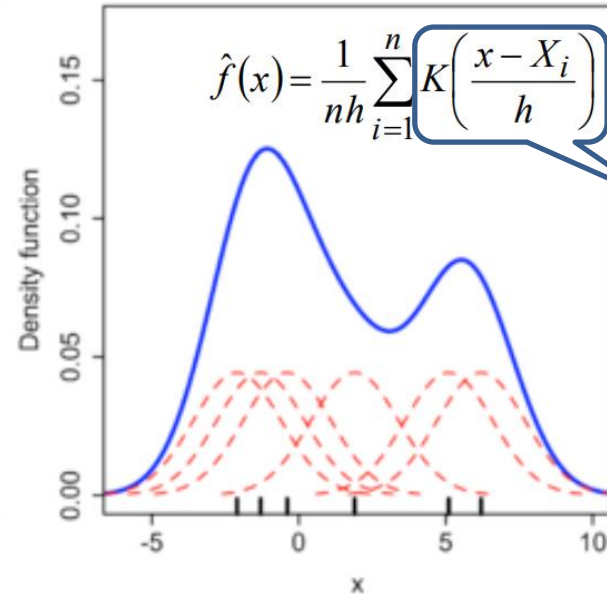 f̂(x) = 1/(nh) ∑_{i=1}^{n} K((x − X_i)/h)
0.15
0.10
0.05
0.00
Density function
-5 0 5 10
x